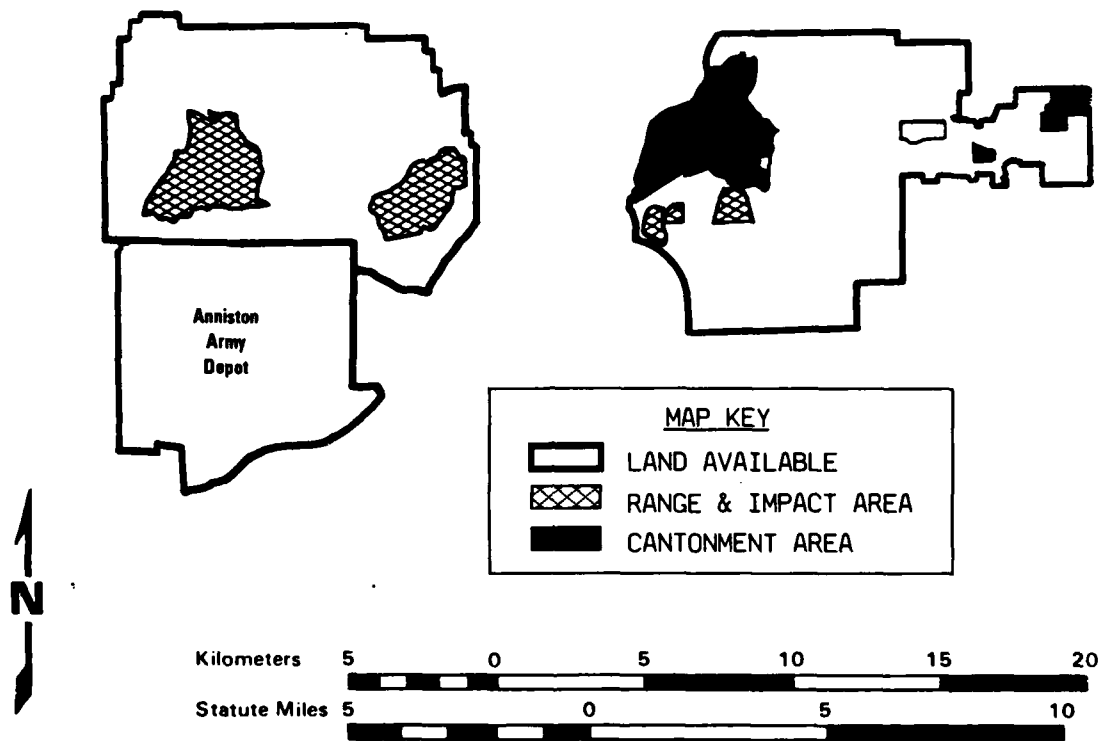 Anniston
Army
Depot
MAP KEY
LAND AVAILABLE
RANGE & IMPACT AREA
CANTONMENT AREA
N
Kilometers 5 0 5 10 15 20
Statute Miles 5 0 5 10